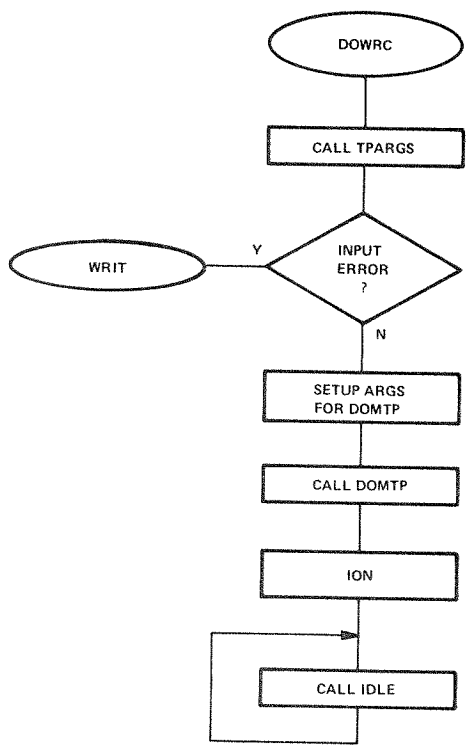 DOWRC
CALL TPARGS
INPUT
ERROR
?
Y
WRIT
N
SETUP ARGS
FOR DOMTP
CALL DOMTP
ION
CALL IDLE